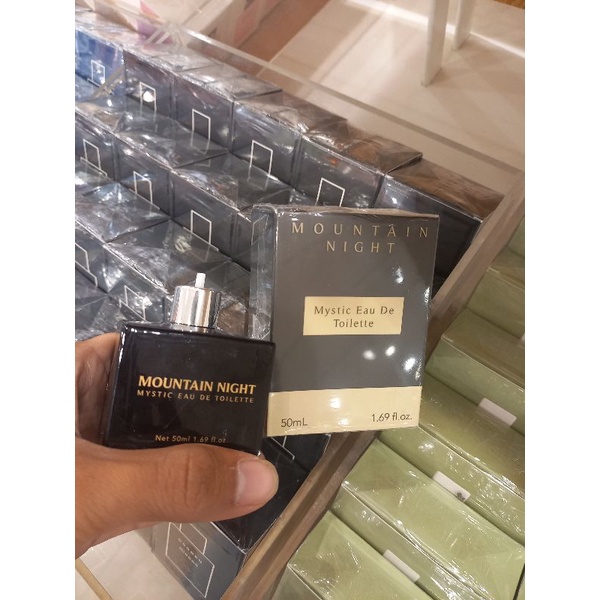 MOUNTAIN
NIGHT
Mystic Eau De
Toilette
50mL 1.69 fl.oz.
MOUNTAIN NIGHT
MYSTIC EAU DE TOILETTE
Net 50ml 1.69 fl.oz